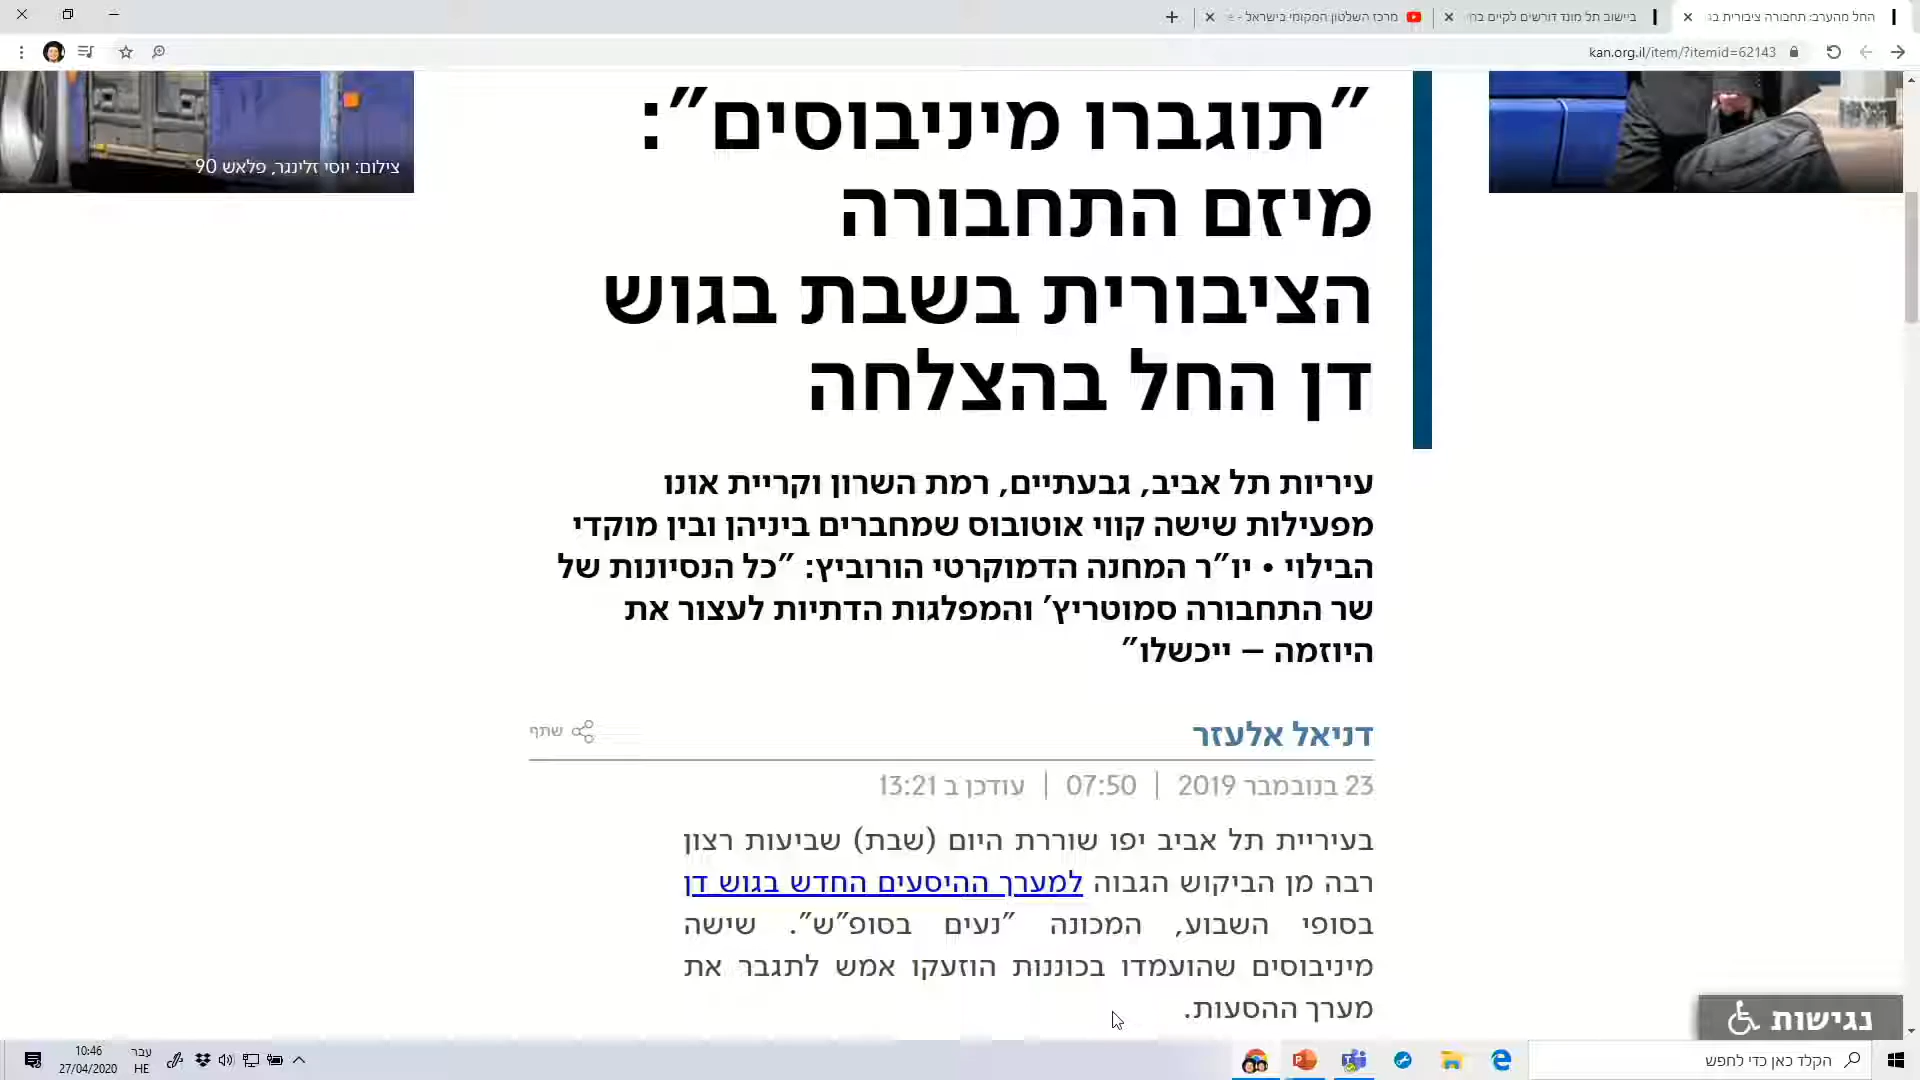 החל מהערב: תחבורה ציבורית בג
ביישוב תל מונד דורשים לקיים בח
מרכז השלטון המקומי בישראל -
kan.org.il/item/?itemid=62143
צילום: יוסי זלינגר, פלאש 90
"תוגברו מיניבוסים":
מיזם התחבורה
הציבורית בשבת בגוש
דן החל בהצלחה
עיריות תל אביב, גבעתיים, רמת השרון וקריית אונו
מפעילות שישה קווי אוטובוס שמחברים ביניהן ובין מוקדי
הבילוי • יו"ר המחנה הדמוקרטי הורוביץ: "כל הנסיונות של
שר התחבורה סמוטריץ' והמפלגות הדתיות לעצור את
היוזמה – ייכשלו"
דניאל אלעזר
שתף
23 בנובמבר 2019 | 07:50 | עודכן ב 13:21
בעיריית תל אביב יפו שוררת היום (שבת) שביעות רצון
רבה מן הביקוש הגבוה למערך ההיסעים החדש בגוש דן
בסופי השבוע, המכונה "נעים בסופ"ש". שישה
מיניבוסים שהועמדו בכוננות הוזעקו אמש לתגבר את
מערך ההסעות.
נגישות
הקלד כאן כדי לחפש
עבר
HE
10:46
27/04/2020